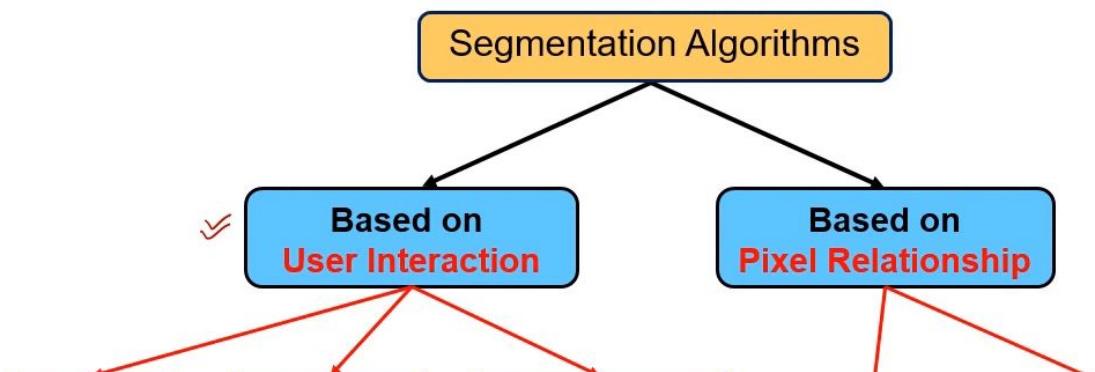 Segmentation Algorithms
Based on
User Interaction
Based on
Pixel Relationship